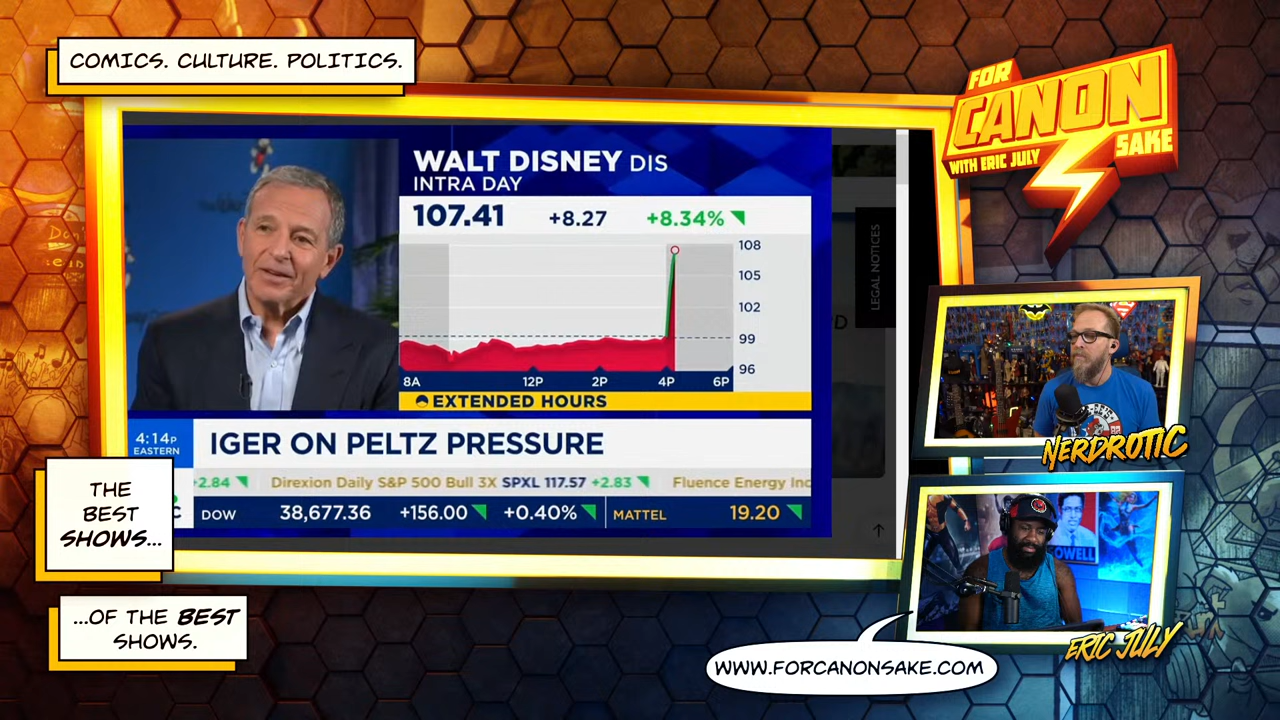 COMICS. CULTURE. POLITICS.
FOR
CANON
SAKE
WITH ERIC JULY
WALT DISNEY DIS
INTRA DAY
107.41 +8.27 +8.34%
108
105
102
99
96
8A 12P 2P 4P 6P
EXTENDED HOURS
LEGAL NOTICES
4:14P
EASTERN
IGER ON PELTZ PRESSURE
+2.84 Direxion Daily S&P 500 Bull 3X SPXL 117.57 +2.83 Fluence Energy Inc
C DOW 38,677.36 +156.00 +0.40% MATTEL 19.20
THE
BEST
SHOWS...
...OF THE BEST
SHOWS.
NERDROTIC
OWELL
ERIC JULY
WWW.FORCANONSAKE.COM